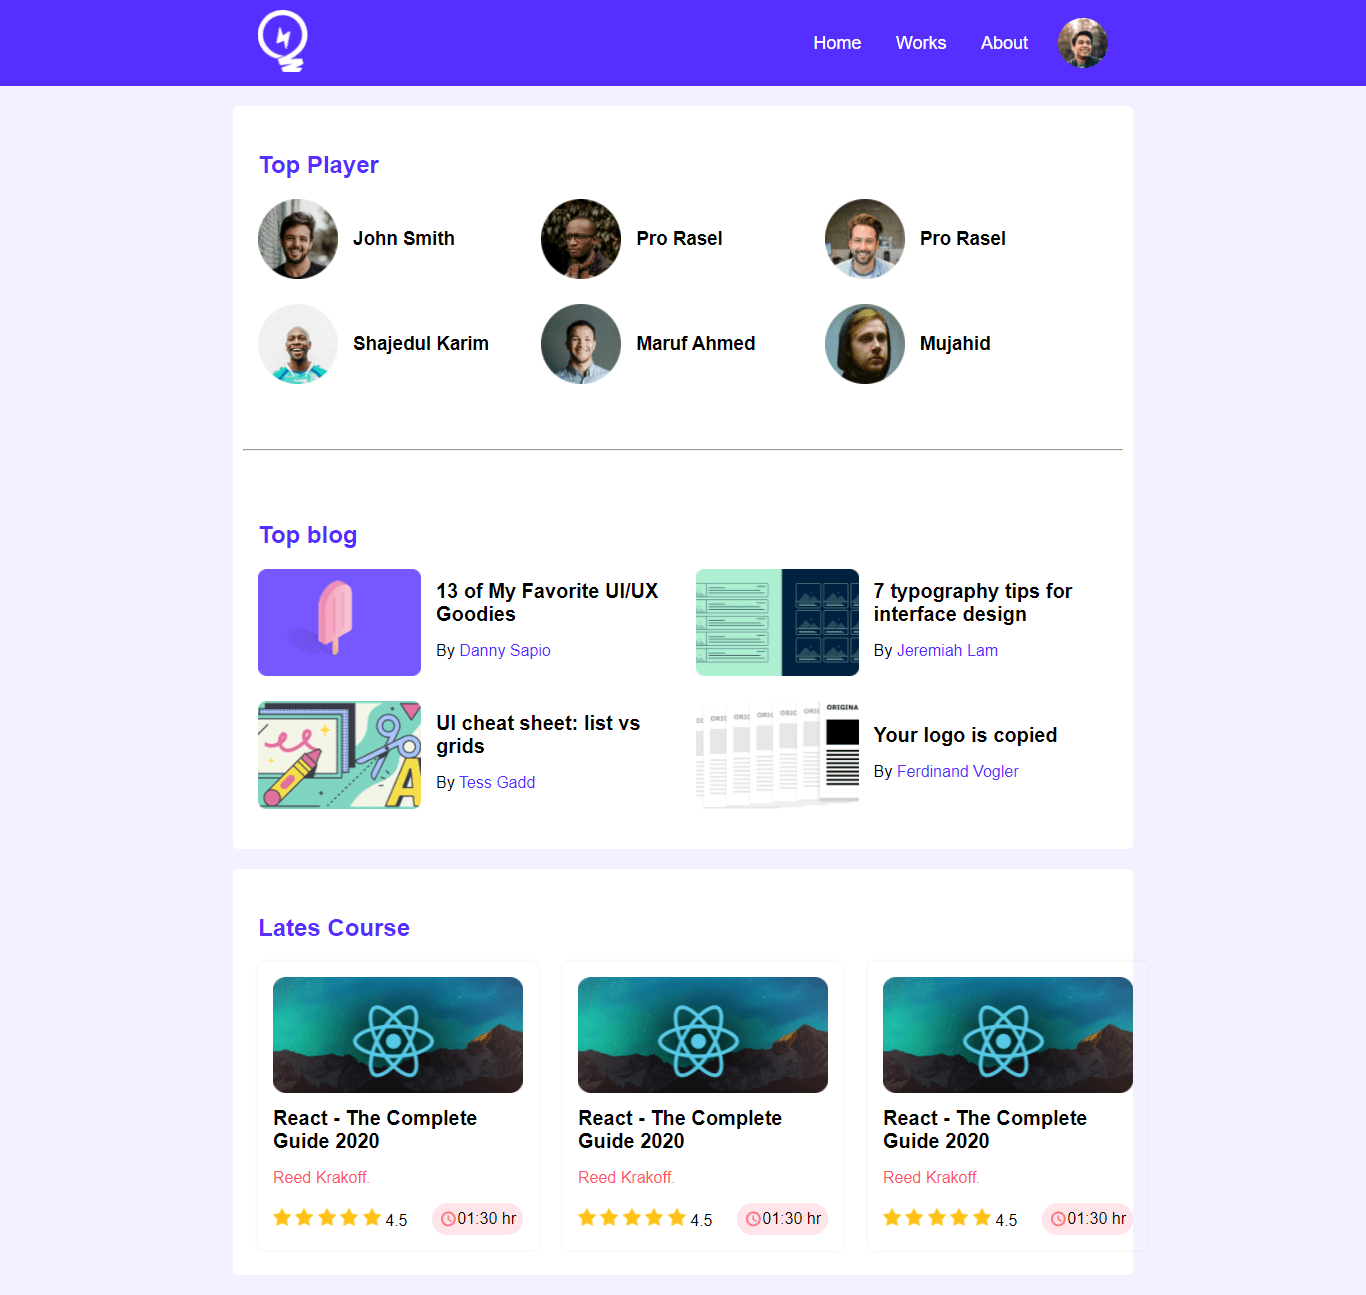 Home Works About
Top Player
John Smith
Pro Rasel
Pro Rasel
Shajedul Karim
Maruf Ahmed
Mujahid
Top blog
13 of My Favorite UI/UX
Goodies
By Danny Sapio
7 typography tips for
interface design
By Jeremiah Lam
UI cheat sheet: list vs
grids
By Tess Gadd
ORIGINA
Your logo is copied
By Ferdinand Vogler
Lates Course
React - The Complete
Guide 2020
Reed Krakoff.
4.5
01:30 hr
React - The Complete
Guide 2020
Reed Krakoff.
4.5
01:30 hr
React - The Complete
Guide 2020
Reed Krakoff.
4.5
01:30 hr